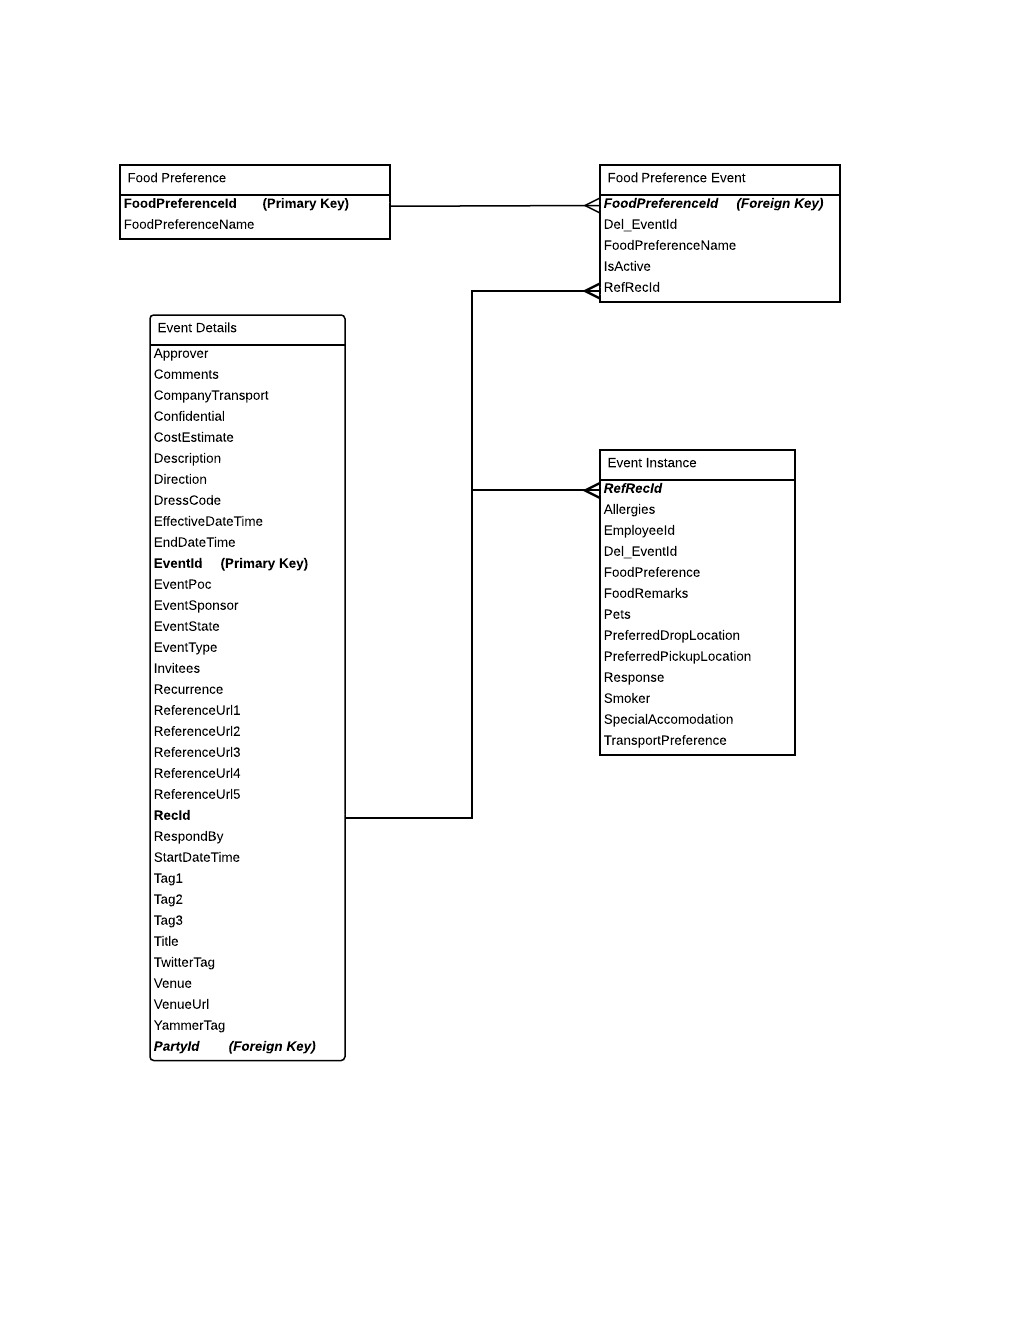 Food Preference
FoodPreferenceId (Primary Key)
FoodPreferenceName
Food Preference Event
FoodPreferenceId (Foreign Key)
Del_EventId
FoodPreferenceName
IsActive
RefRecId
Event Details
Approver
Comments
CompanyTransport
Confidential
CostEstimate
Description
Direction
DressCode
EffectiveDateTime
EndDateTime
EventId (Primary Key)
EventPoc
EventSponsor
EventState
EventType
Invitees
Recurrence
ReferenceUrl1
ReferenceUrl2
ReferenceUrl3
ReferenceUrl4
ReferenceUrl5
RecId
RespondBy
StartDateTime
Tag1
Tag2
Tag3
Title
TwitterTag
Venue
VenueUrl
YammerTag
PartyId (Foreign Key)
Event Instance
RefRecId
Allergies
EmployeeId
Del_EventId
FoodPreference
FoodRemarks
Pets
PreferredDropLocation
PreferredPickupLocation
Response
Smoker
SpecialAccomodation
TransportPreference